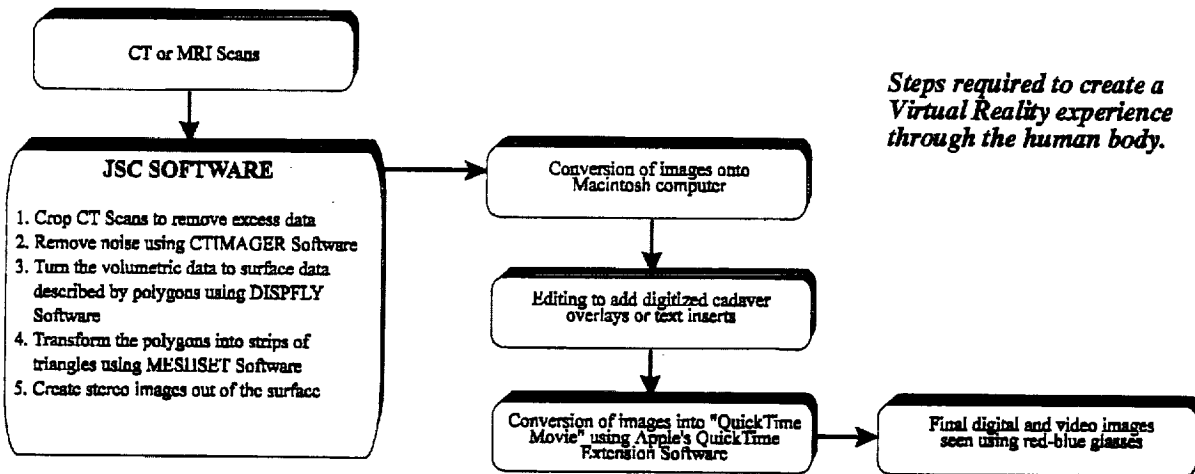 CT or MRI Scans
Steps required to create a
Virtual Reality experience
through the human body.
JSC SOFTWARE
1. Crop CT Scans to remove excess data
2. Remove noise using CTIMAGER Software
3. Turn the volumetric data to surface data
described by polygons using DISPFLY
Software
4. Transform the polygons into strips of
triangles using MESHSET Software
5. Create stereo images out of the surface
Conversion of images onto
Macintosh computer
Editing to add digitized cadaver
overlays or text inserts
Conversion of images into "QuickTime
Movie" using Apple's QuickTime
Extension Software
Final digital and video images
seen using red-blue glasses